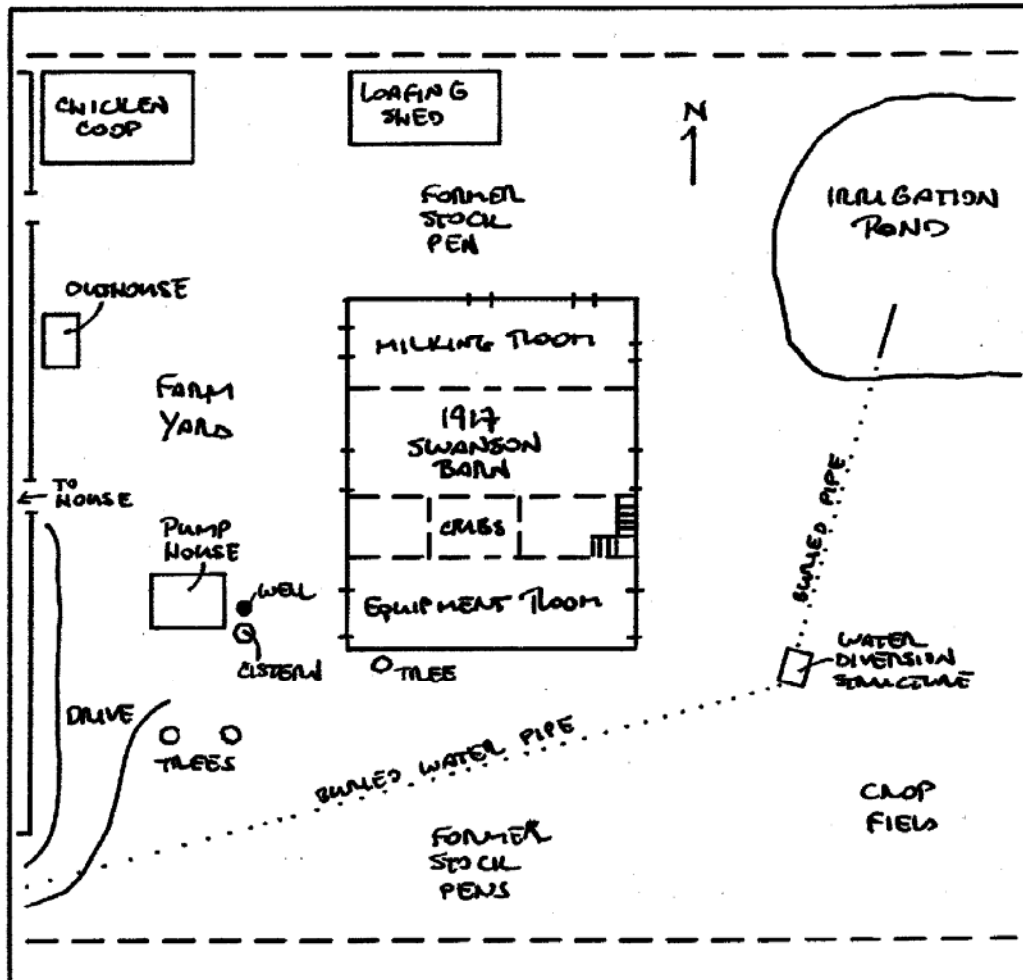 CHICKEN
COOP
LOAFING
SHED
N
IRRIGATION
POND
FORMER
STOCK
PEN
OUTHOUSE
MILKING ROOM
FARM
YARD
1917
SWANSON
BARN
TO
HOUSE
CRIBS
PUMP
HOUSE
BURIED PIPE
WELL
EQUIPMENT ROOM
CISTERN
TREE
WATER
DIVERSION
STRUCTURE
DRIVE
TREES
BURIED WATER PIPE
CROP
FIELD
FORMER
STOCK
PENS